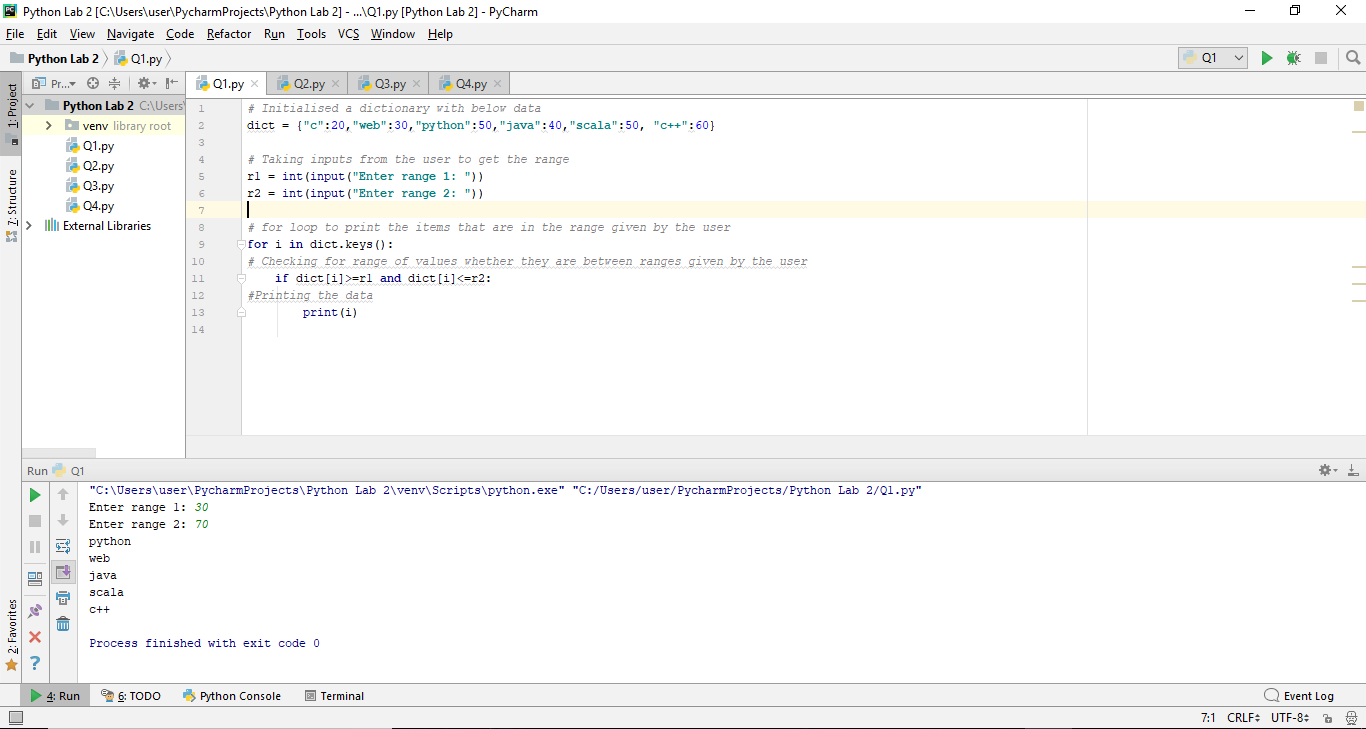 Python Lab 2 [C:\Users\user\PycharmProjects\Python Lab 2] - ...\Q1.py [Python Lab 2] - PyCharm
File Edit View Navigate Code Refactor Run Tools VCS Window Help
Python Lab 2 Q1.py Q1
1: Project
7: Structure
2: Favorites
Pr...
Python Lab 2 C:\Users
venv library root
Q1.py
Q2.py
Q3.py
Q4.py
External Libraries
Q1.py Q2.py Q3.py Q4.py
1 # Initialised a dictionary with below data
2 dict = {"c":20,"web":30,"python":50,"java":40,"scala":50, "c++":60}
3
4 # Taking inputs from the user to get the range
5 r1 = int(input("Enter range 1: "))
6 r2 = int(input("Enter range 2: "))
7
8 # for loop to print the items that are in the range given by the user
9 for i in dict.keys():
10 # Checking for range of values whether they are between ranges given by the user
11 if dict[i]>=r1 and dict[i]<=r2:
12 #Printing the data
13 print(i)
14
Run Q1
"C:\Users\user\PycharmProjects\Python Lab 2\venv\Scripts\python.exe" "C:/Users/user/PycharmProjects/Python Lab 2/Q1.py"
Enter range 1: 30
Enter range 2: 70
python
web
java
scala
c++
Process finished with exit code 0
4: Run 6: TODO Python Console Terminal Event Log
7:1 CRLF UTF-8